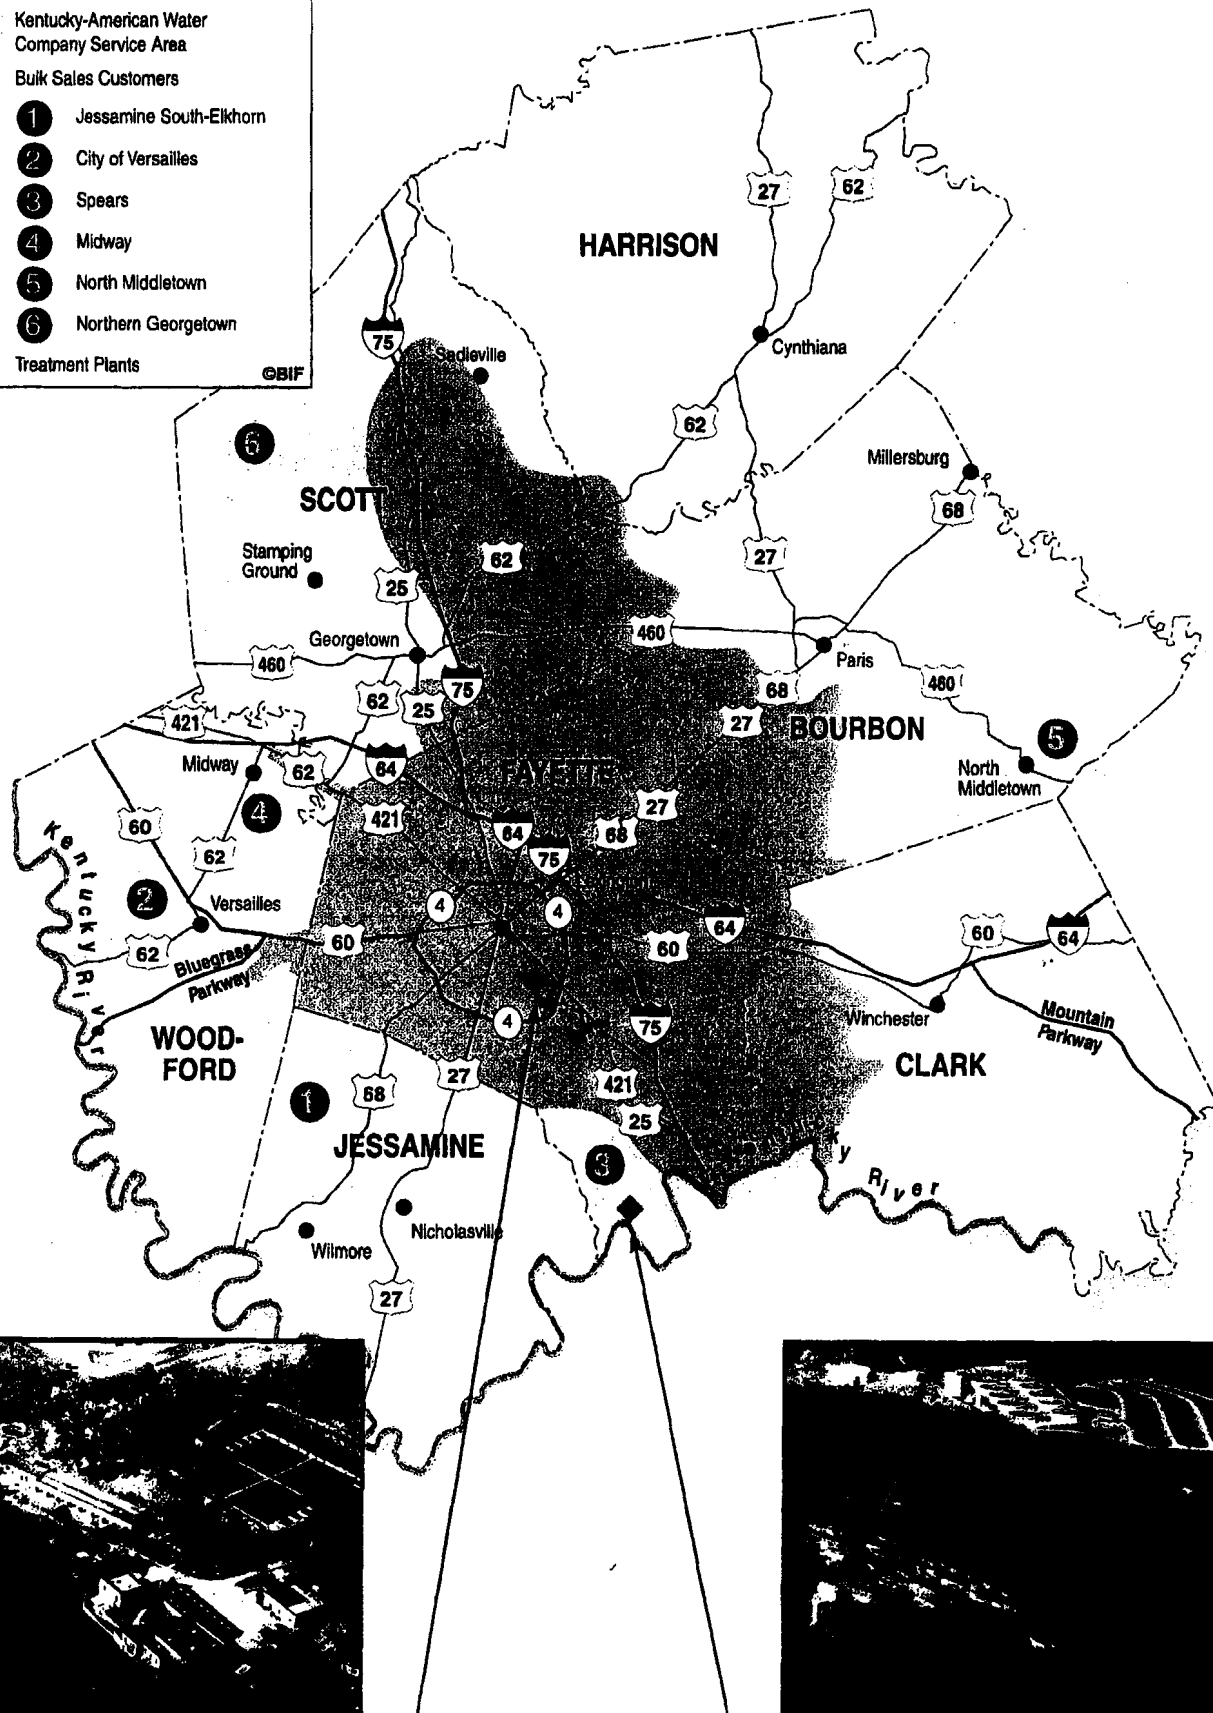 Kentucky-American Water
Company Service Area
Bulk Sales Customers
1 Jessamine South-Elkhorn
2 City of Versailles
3 Spears
4 Midway
5 North Middletown
6 Northern Georgetown
Treatment Plants
©BIF
27
62
HARRISON
75
Sadieville
Cynthiana
62
6
Millersburg
SCOTT
68
Stamping
Ground
62
27
25
Georgetown
460
Paris
460
75
68
460
62
25
421
27
BOURBON
5
Midway
62
64
FAYETTE
North
Middletown
4
421
27
60
64
68
62
75
Kentucky River
2
Versailles
4
4
64
60
64
62
60
60
Bluegrass
Parkway
Winchester
Mountain
Parkway
4
75
WOOD-
FORD
CLARK
1
68
27
421
25
JESSAMINE
3
ky River
Nicholasville
Wilmore
27